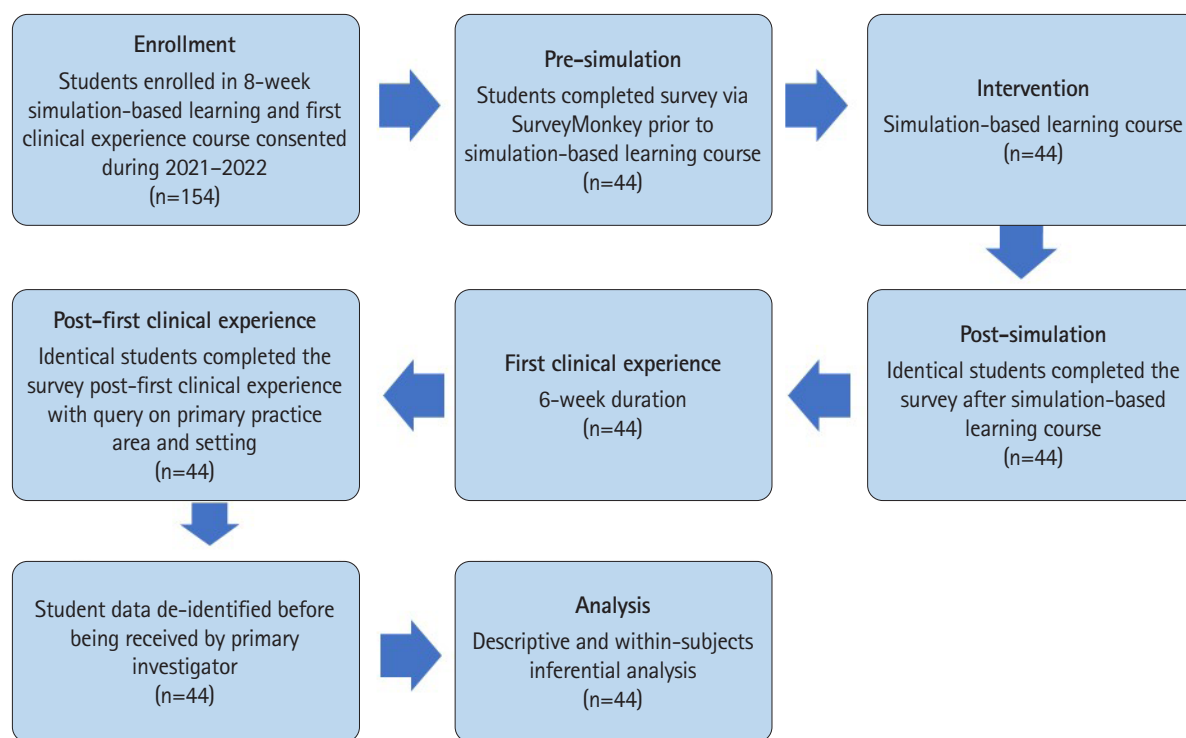 Enrollment
Students enrolled in 8-week
simulation-based learning and first
clinical experience course consented
during 2021–2022
(n=154)
Pre-simulation
Students completed survey via
SurveyMonkey prior to
simulation-based learning course
(n=44)
Intervention
Simulation-based learning course
(n=44)
Post-simulation
Identical students completed the
survey after simulation-based
learning course
(n=44)
First clinical experience
6-week duration
(n=44)
Post-first clinical experience
Identical students completed the
survey post-first clinical experience
with query on primary practice
area and setting
(n=44)
Student data de-identified before
being received by primary
investigator
(n=44)
Analysis
Descriptive and within-subjects
inferential analysis
(n=44)